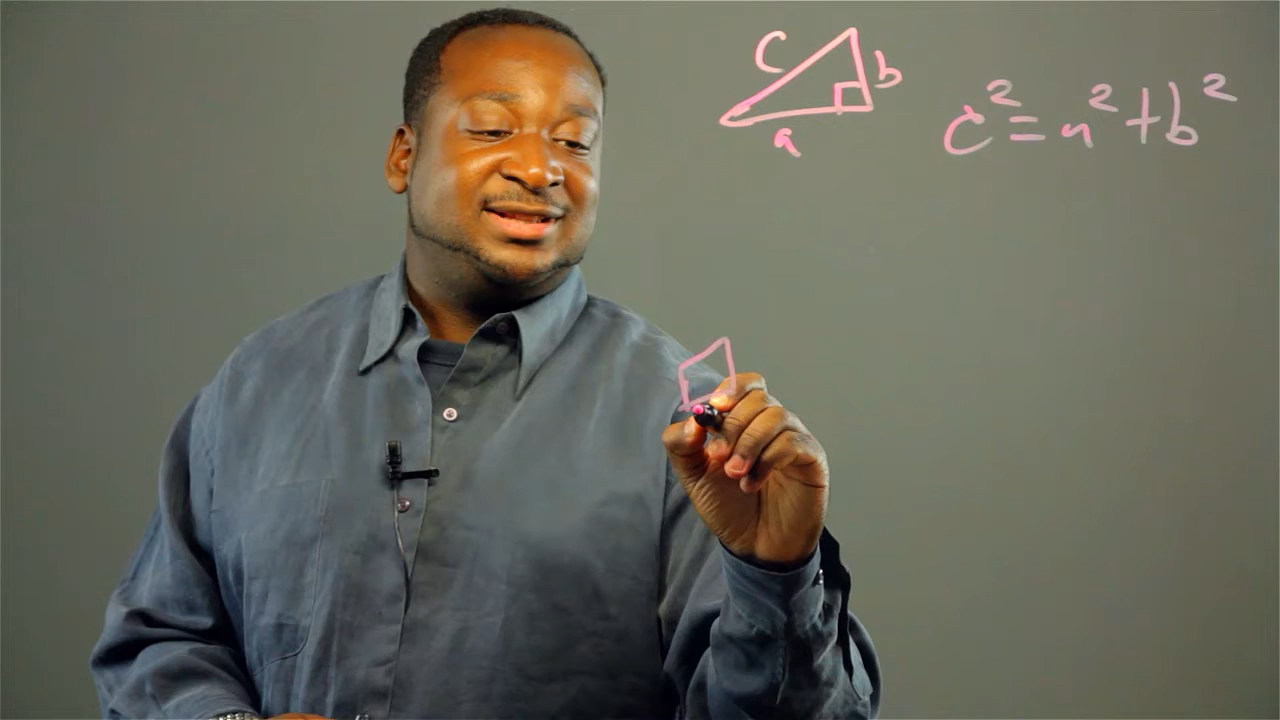 c
b
a
c² = a² + b²